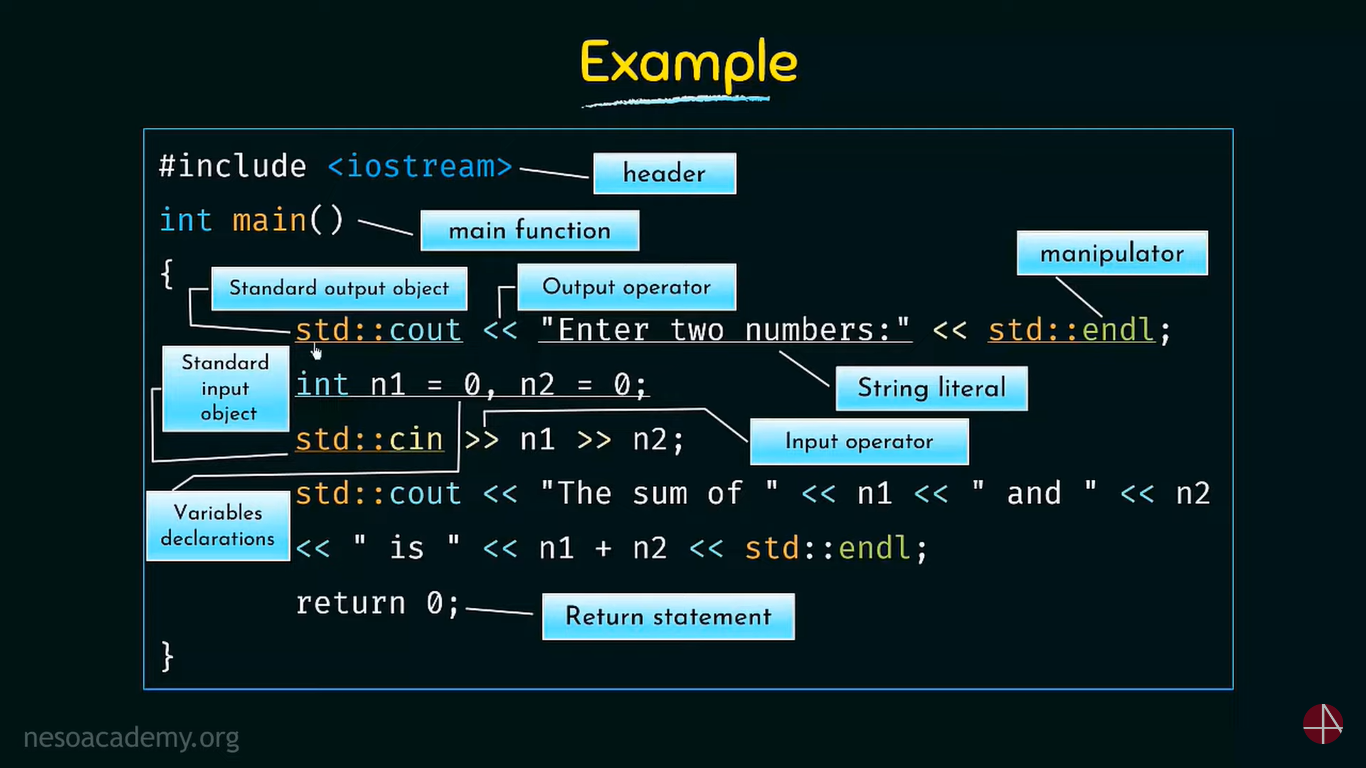 Example
#include <iostream>
header
int main()
main function
{
Standard output object
Output operator
manipulator
std::cout << "Enter two numbers:" << std::endl;
Standard
input
object
int n1 = 0, n2 = 0;
String literal
std::cin >> n1 >> n2;
Input operator
Variables
declarations
std::cout << "The sum of " << n1 << " and " << n2
<< " is " << n1 + n2 << std::endl;
return 0;
Return statement
}
nesoacademy.org